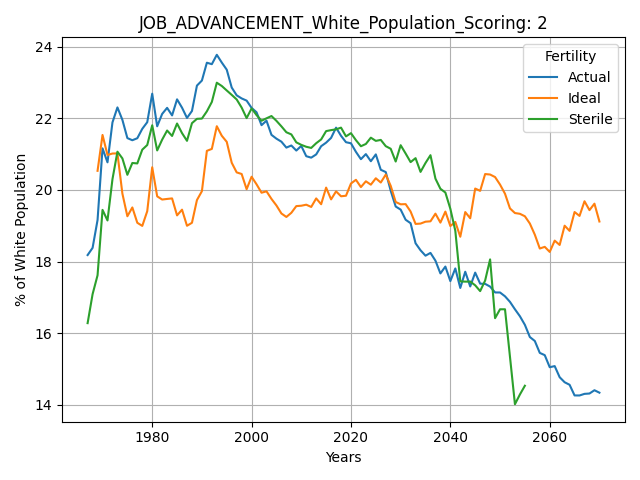 JOB_ADVANCEMENT_White_Population_Scoring: 2
% of White Population
24
22
20
18
16
14
Fertility
Actual
Ideal
Sterile
1980
2000
2020
2040
2060
Years